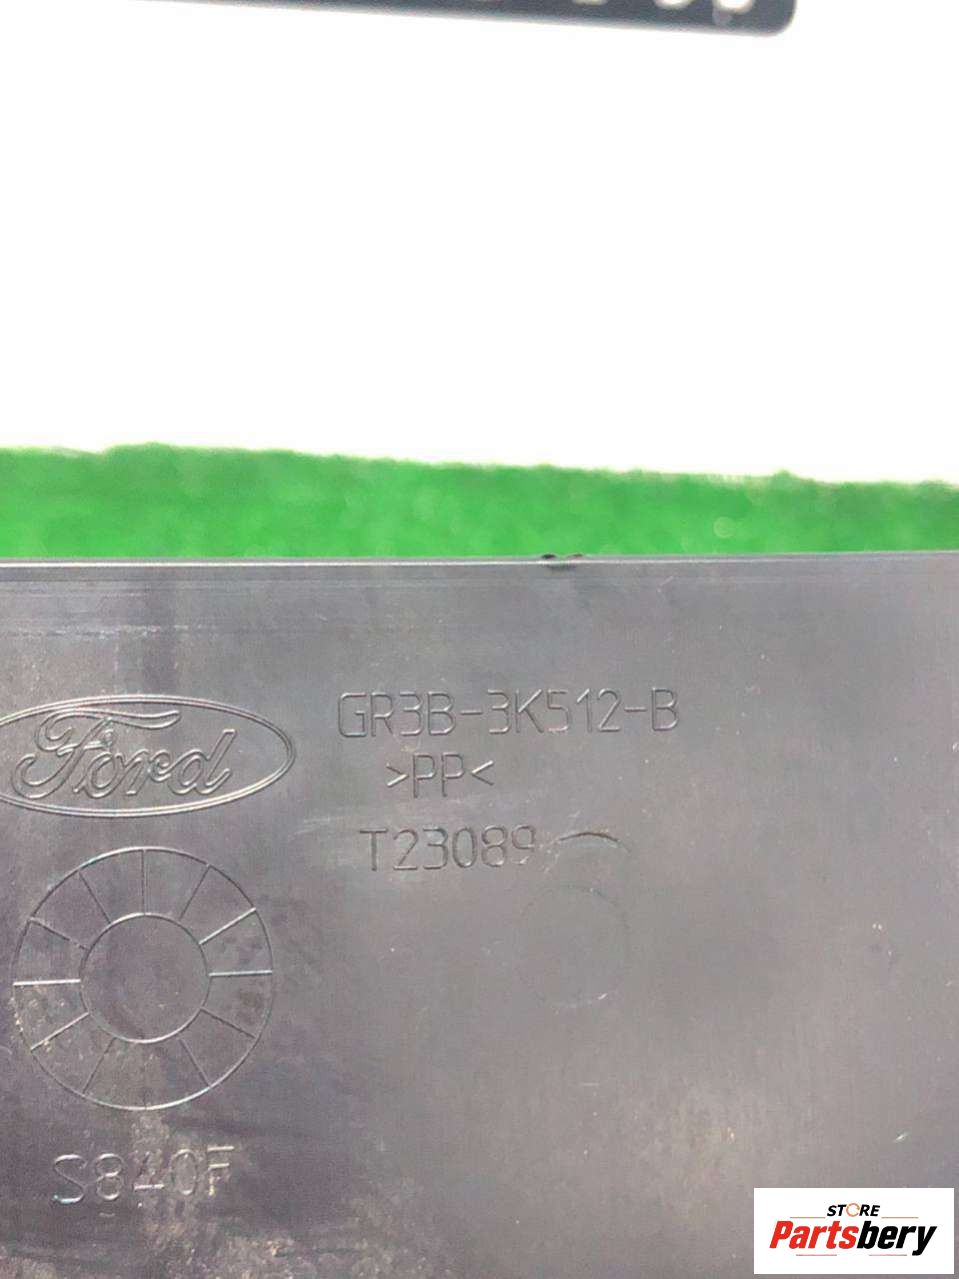 Ford
GR3B-3K512-B
>PP<
T23089
S840F
STORE
Partsbery